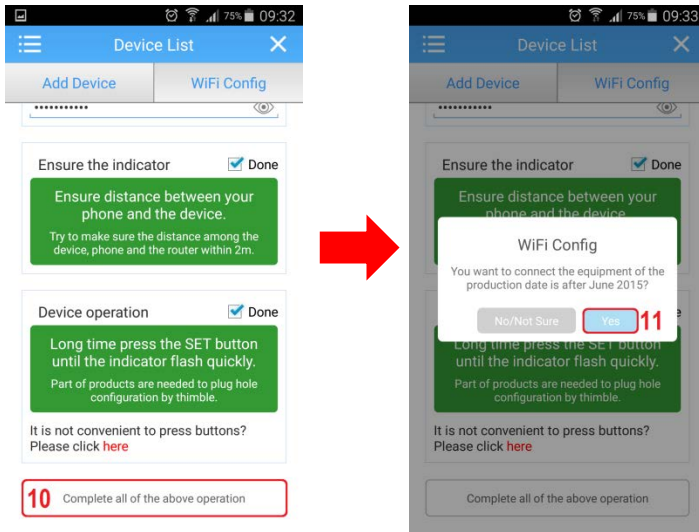 75% 09:32
Device List
Add Device
WiFi Config
•••••••••••
Ensure the indicator
Done
Ensure distance between your
phone and the device.
Try to make sure the distance among the
device, phone and the router within 2m.
Device operation
Done
Long time press the SET button
until the indicator flash quickly.
Part of products are needed to plug hole
configuration by thimble.
It is not convenient to press buttons?
Please click here
10 Complete all of the above operation
75% 09:33
Device List
Add Device
WiFi Config
•••••••••••
Ensure the indicator
Done
Ensure distance between your
phone and the device.
WiFi Config
You want to connect the equipment of the
production date is after June 2015?
No/Not Sure
Yes 11
Long time press the SET button
until the indicator flash quickly.
Part of products are needed to plug hole
configuration by thimble.
It is not convenient to press buttons?
Please click here
Complete all of the above operation